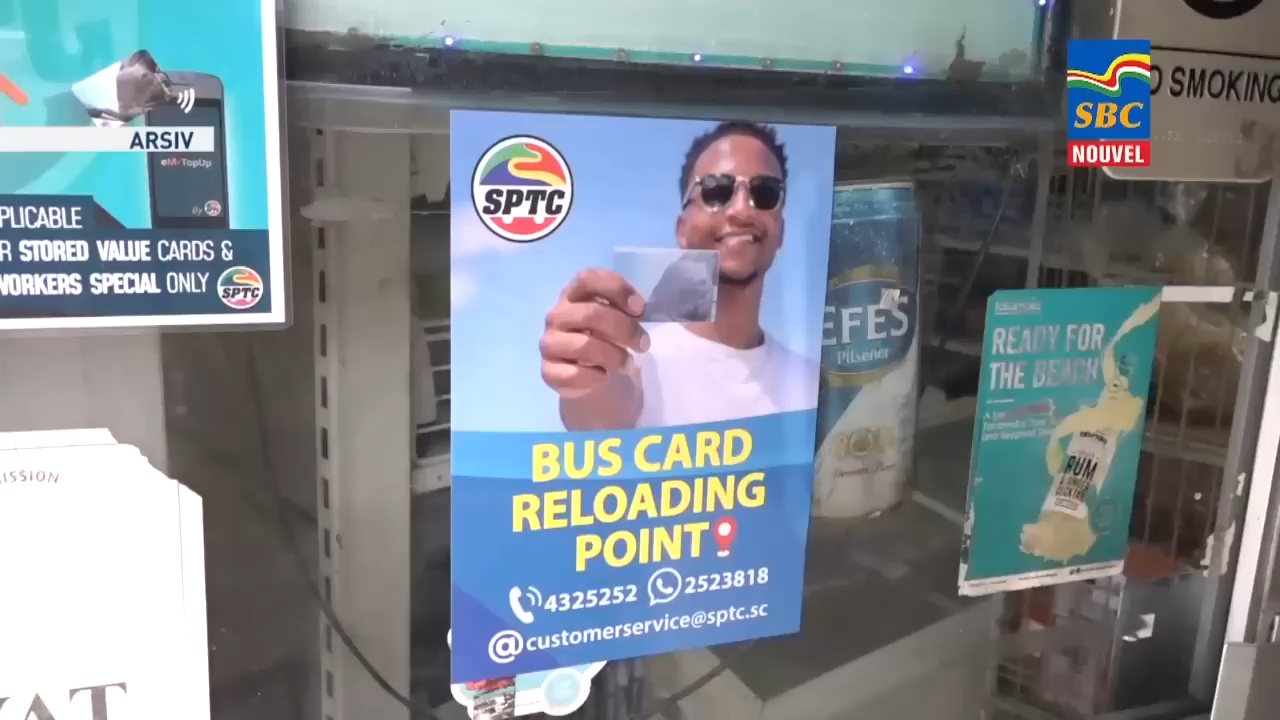 ARSIV
eM-TopUp
By
PLICABLE
R STORED VALUE CARDS &
WORKERS SPECIAL ONLY
SPTC
ISSION
SPTC
BUS CARD
RELOADING
POINT
4325252 2523818
@customerservice@sptc.sc
EFES
Pilsener
READY FOR
THE BEACH
RUM
O SMOKING
SBC
NOUVEL